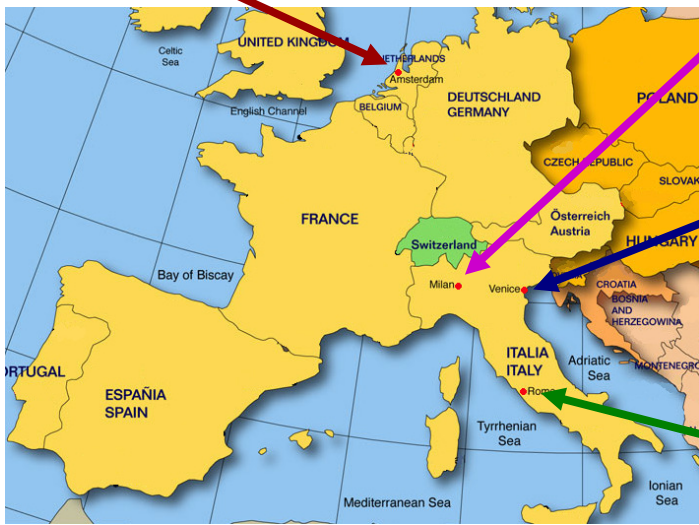 Celtic
Sea
UNITED KINGDOM
NETHERLANDS
Amsterdam
English Channel
BELGIUM
DEUTSCHLAND
GERMANY
POLAND
CZECH REPUBLIC
SLOVAK
FRANCE
Switzerland
Österreich
Austria
HUNGARY
Bay of Biscay
Milan
Venice
CROATIA
BOSNIA
AND
HERZEGOWINA
MONTENEGRO
ITALIA
ITALY
Adriatic
Sea
Rome
ORTUGAL
ESPAÑIA
SPAIN
Tyrrhenian
Sea
Mediterranean Sea
Ionian
Sea